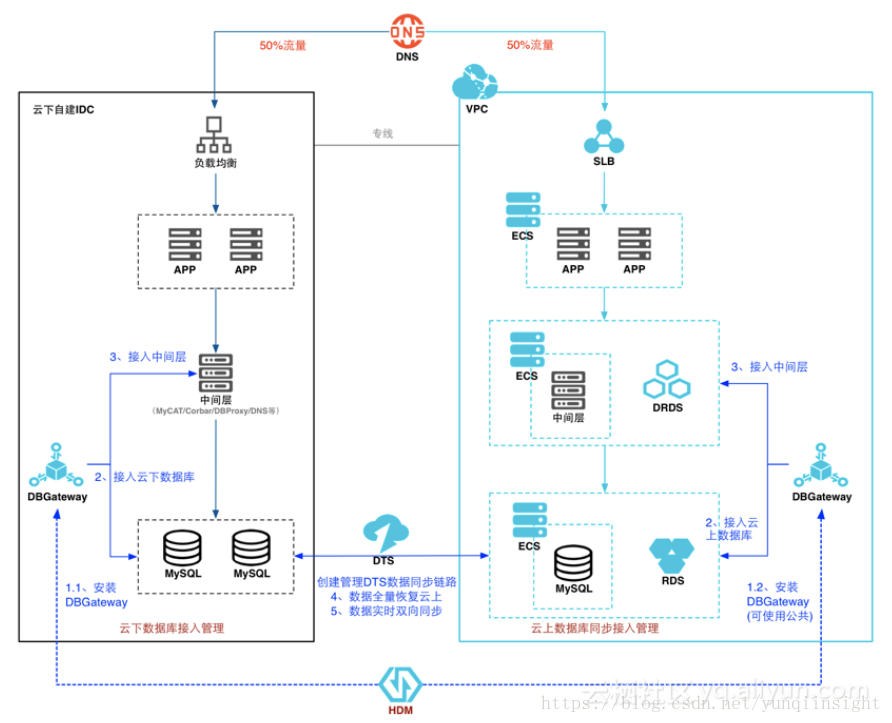 50%流量
DNS
50%流量
云下自建IDC
VPC
专线
负载均衡
SLB
ECS
APP
APP
APP
APP
3、接入中间层
中间层
(MyCAT/Corbar/DBProxy/DNS等)
ECS
中间层
DRDS
3、接入中间层
DBGateway
2、接入云下数据库
DBGateway
MySQL
MySQL
DTS
ECS
MySQL
RDS
2、接入云
上数据库
1.1、安装
DBGateway
创建管理DTS数据同步链路
4、数据全量恢复云上
5、数据实时双向同步
1.2、安装
DBGateway
(可使用公共)
云下数据库接入管理
云上数据库同步接入管理
HDM
云栖社区 yq.aliyun.com
https://blog.csdn.net/yunqiinsight